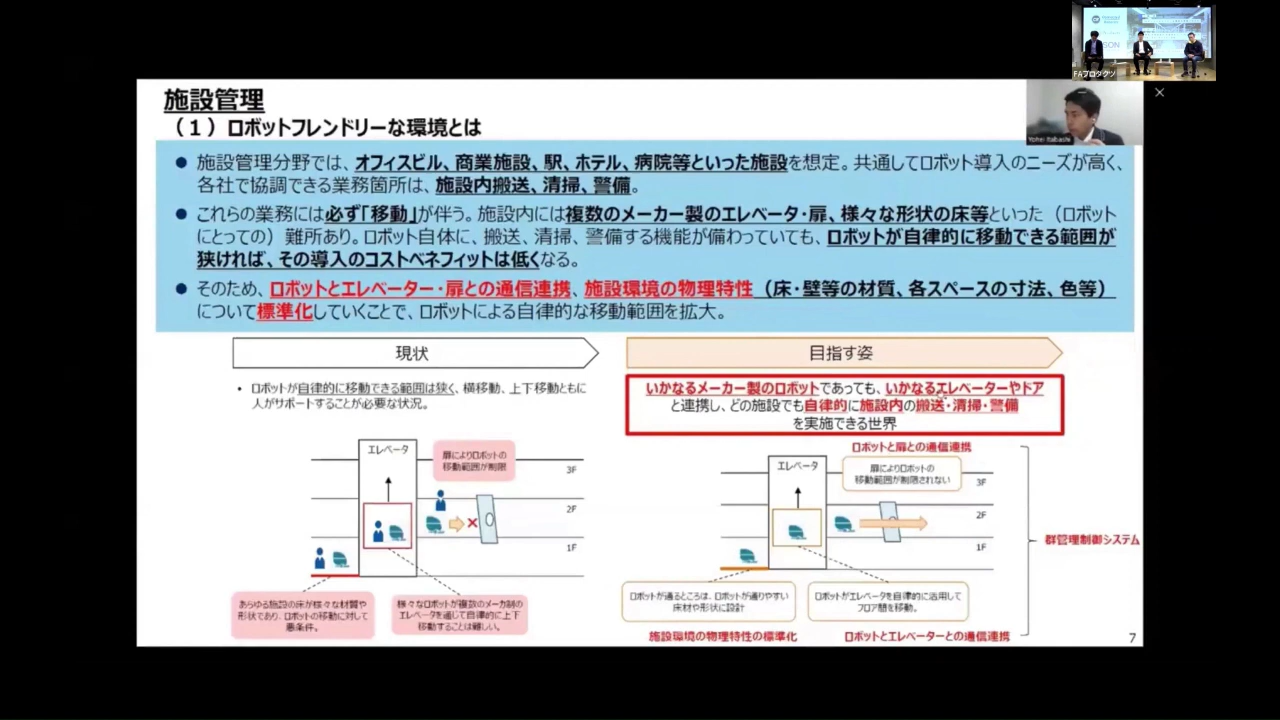 施設管理
（１）ロボットフレンドリーな環境とは
● 施設管理分野では、オフィスビル、商業施設、駅、ホテル、病院等といった施設を想定。共通してロボット導入のニーズが高く、
各社で協調できる業務箇所は、施設内搬送、清掃、警備。
● これらの業務には必ず「移動」が伴う。施設内には複数のメーカー製のエレベータ・扉、様々な形状の床等といった（ロボット
にとっての）難所あり。ロボット自体に、搬送、清掃、警備する機能が備わっていても、ロボットが自律的に移動できる範囲が
狭ければ、その導入のコストベネフィットは低くなる。
● そのため、ロボットとエレベーター・扉との通信連携、施設環境の物理特性（床・壁等の材質、各スペースの寸法、色等）
について標準化していくことで、ロボットによる自律的な移動範囲を拡大。
現状
• ロボットが自律的に移動できる範囲は狭く、横移動、上下移動ともに
人がサポートすることが必要な状況。
エレベータ
扉によりロボットの
移動範囲が制限
3F
2F
1F
あらゆる施設の床が様々な材質や
形状であり、ロボットの移動に対して
悪条件。
様々なロボットが複数のメーカ製の
エレベータを通じて自律的に上下
移動することは難しい。
目指す姿
いかなるメーカー製のロボットであっても、いかなるエレベーターやドア
と連携し、どの施設でも自律的に施設内の搬送・清掃・警備
を実施できる世界
ロボットと扉との通信連携
エレベータ
扉によりロボットの
移動範囲が制限されない
3F
2F
1F
群管理制御システム
ロボットが通るところは、ロボットが通りやすい
床材や形状に設計
ロボットがエレベータを自律的に活用して
フロア間を移動。
施設環境の物理特性の標準化
ロボットとエレベーターとの通信連携
7
FAプロダクツ
Yohei Itabashi